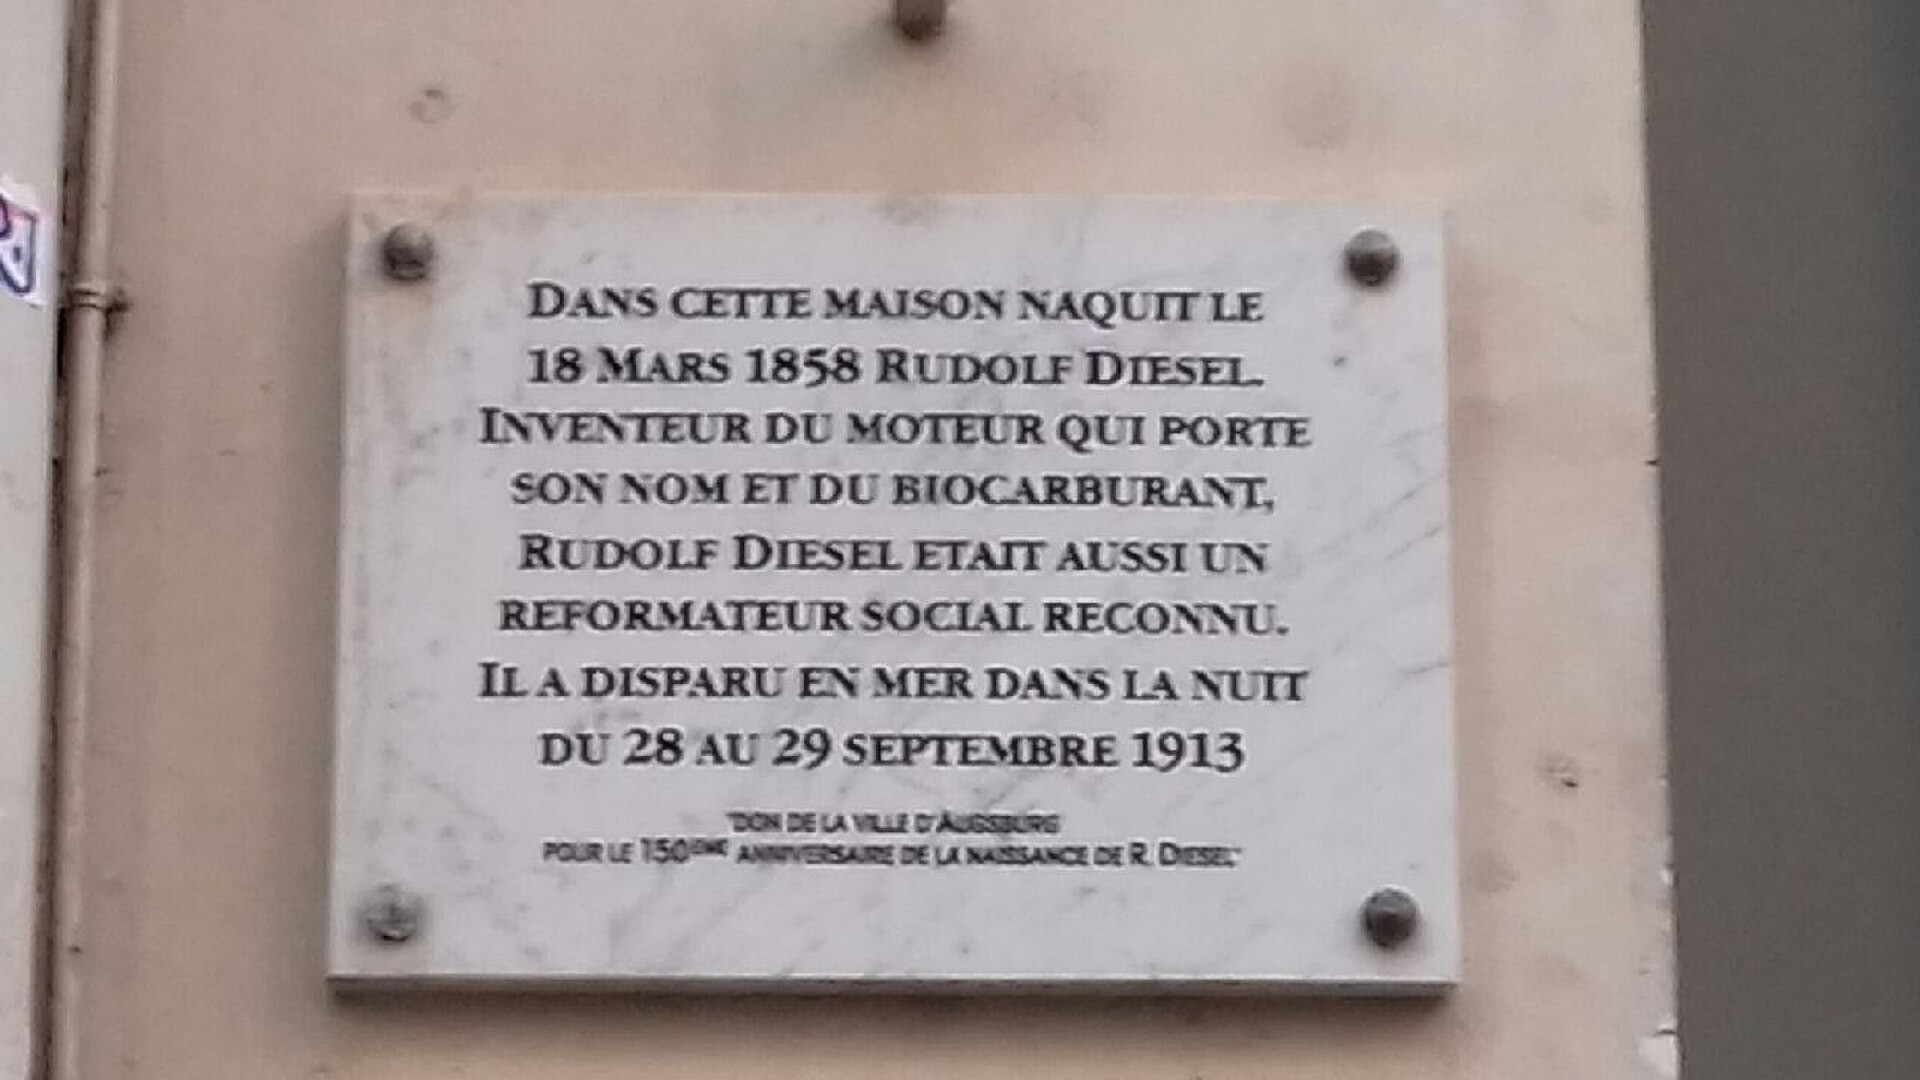 DANS CETTE MAISON NAQUIT LE
18 MARS 1858 RUDOLF DIESEL.
INVENTEUR DU MOTEUR QUI PORTE
SON NOM ET DU BIOCARBURANT,
RUDOLF DIESEL ETAIT AUSSI UN
REFORMATEUR SOCIAL RECONNU.
IL A DISPARU EN MER DANS LA NUIT
DU 28 AU 29 SEPTEMBRE 1913
"DON DE LA VILLE D'AUGSBURG
POUR LE 150EME ANNIVERSAIRE DE LA NAISSANCE DE R. DIESEL"